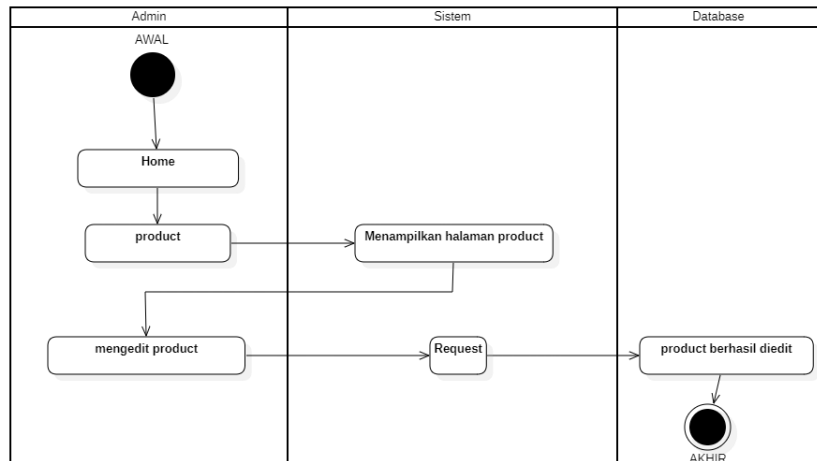 Admin
Sistem
Database
AWAL
Home
product
Menampilkan halaman product
mengedit product
Request
product berhasil diedit
AKHIR